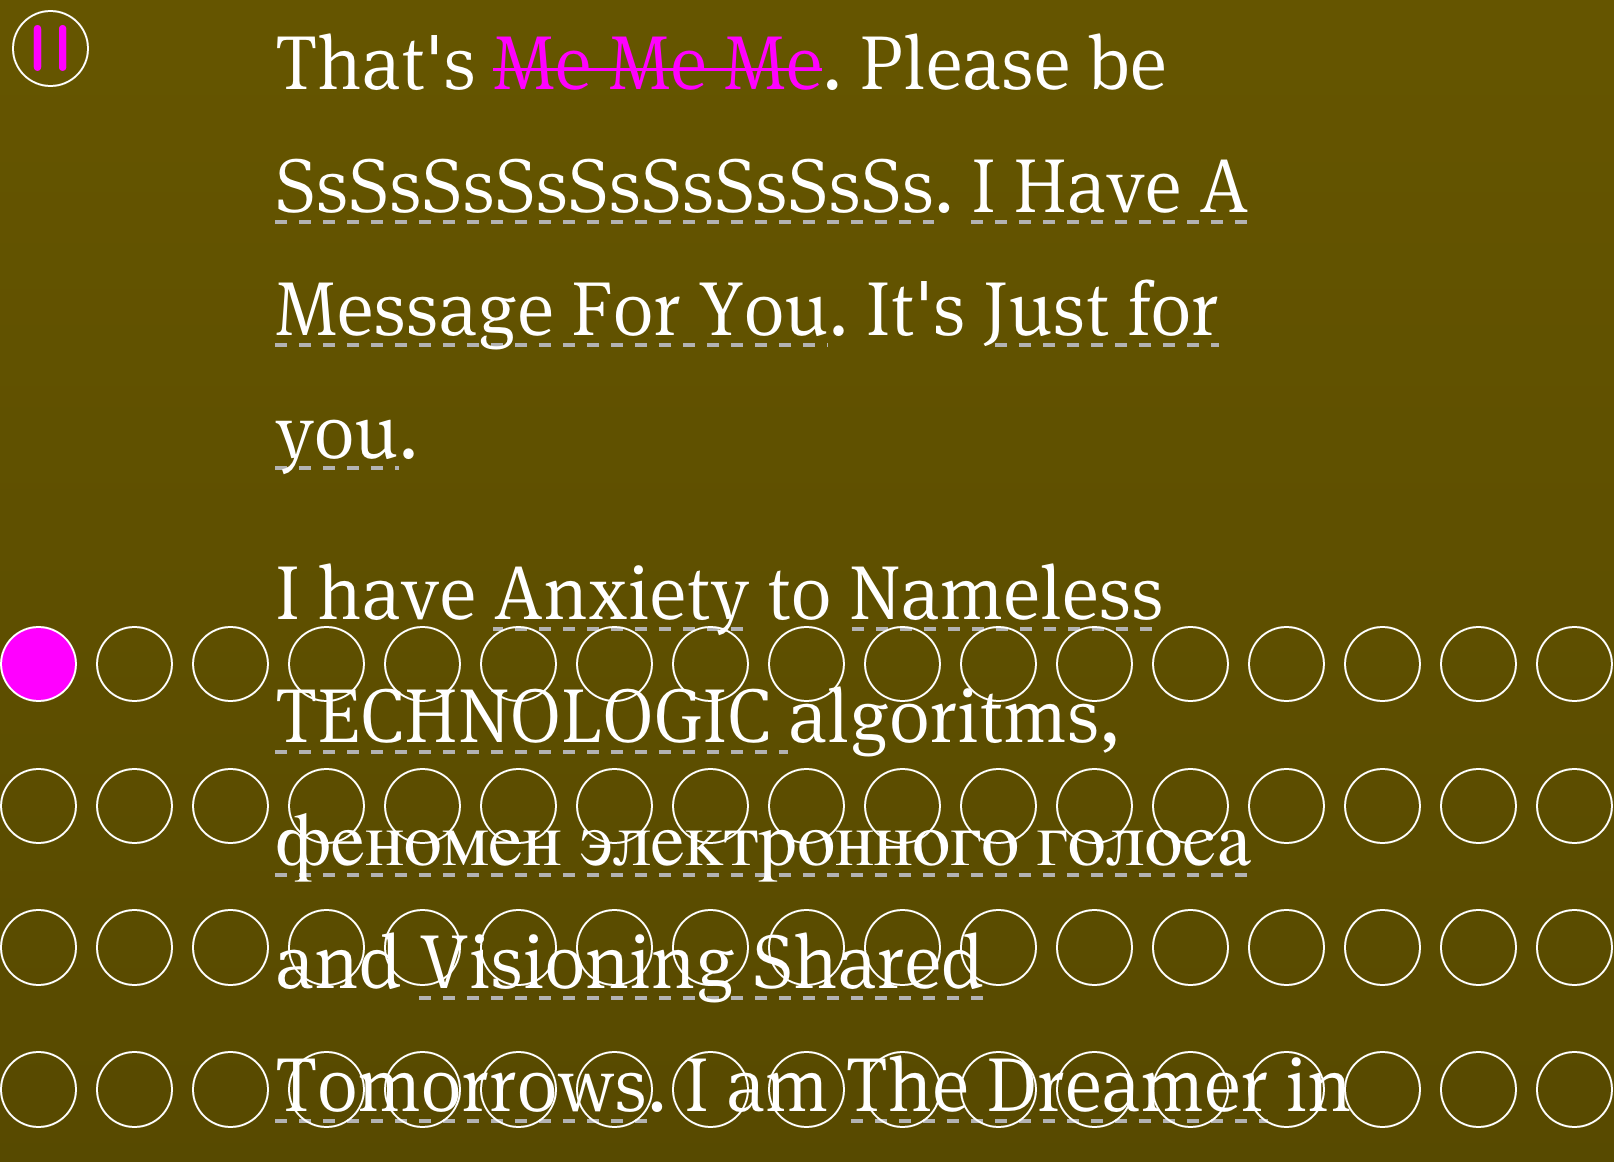 That's Me Me Me. Please be
SsSsSsSsSsSsSsSsSs. I Have A
Message For You. It's Just for
you.
I have Anxiety to Nameless
TECHNOLOGIC algoritms,
феномен электронного голоса
and Visioning Shared
Tomorrows. I am The Dreamer in